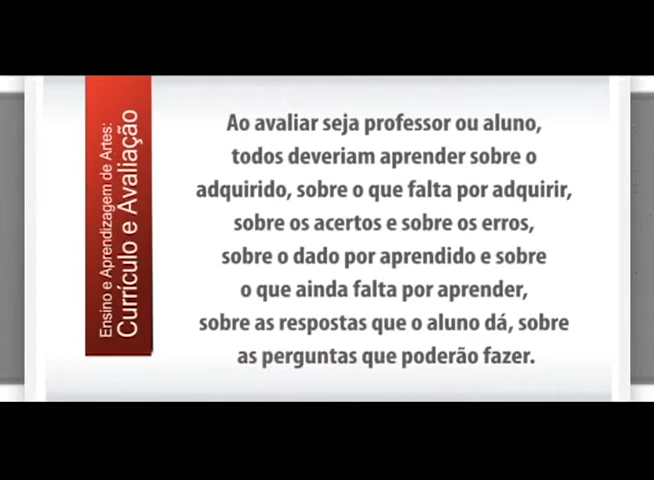 Ensino e Aprendizagem de Artes:
Currículo e Avaliação
Ao avaliar seja professor ou aluno,
todos deveriam aprender sobre o
adquirido, sobre o que falta por adquirir,
sobre os acertos e sobre os erros,
sobre o dado por aprendido e sobre
o que ainda falta por aprender,
sobre as respostas que o aluno dá, sobre
as perguntas que poderão fazer.